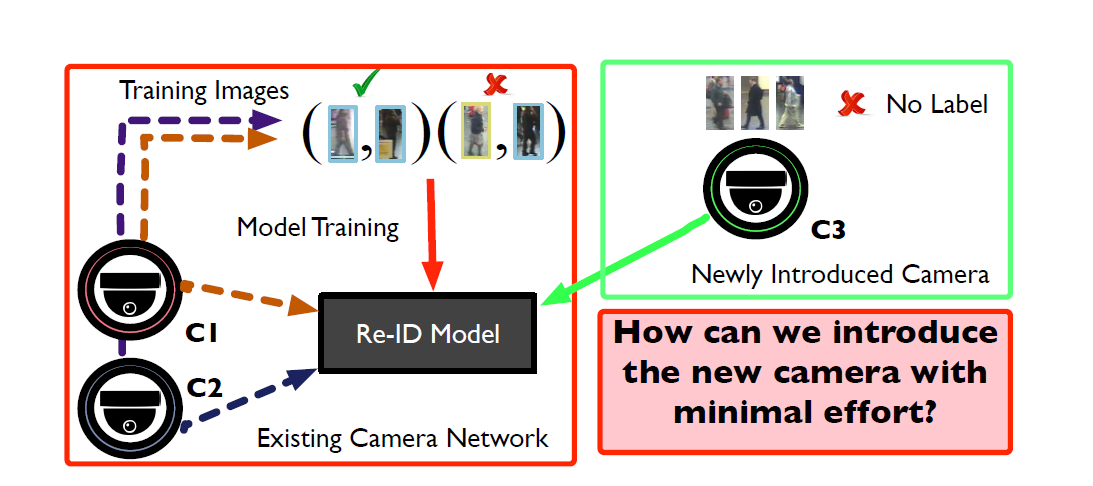 Training Images
( , ) ( , )
Model Training
C1
C2
Re-ID Model
Existing Camera Network
No Label
C3
Newly Introduced Camera
How can we introduce
the new camera with
minimal effort?